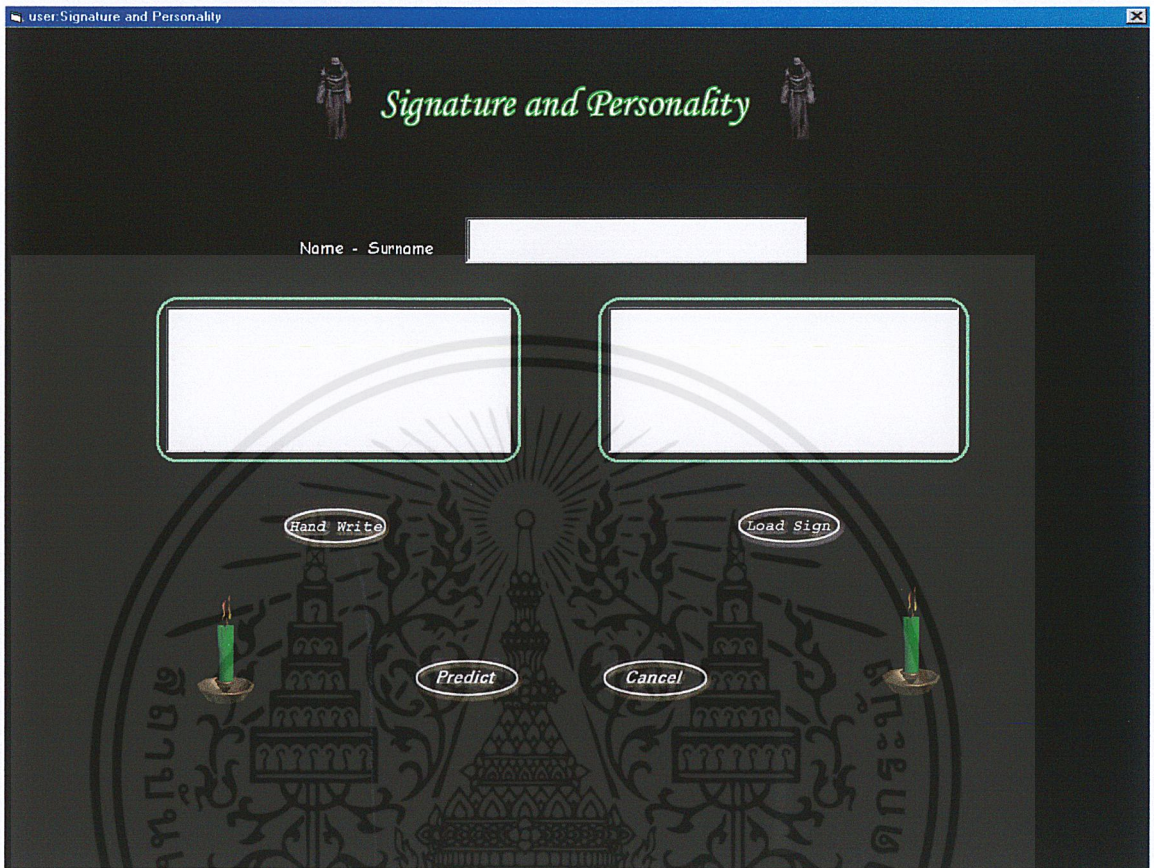 user:Signature and Personality
Signature and Personality
Name - Surname
Hand Write
Load Sign
Predict
Cancel